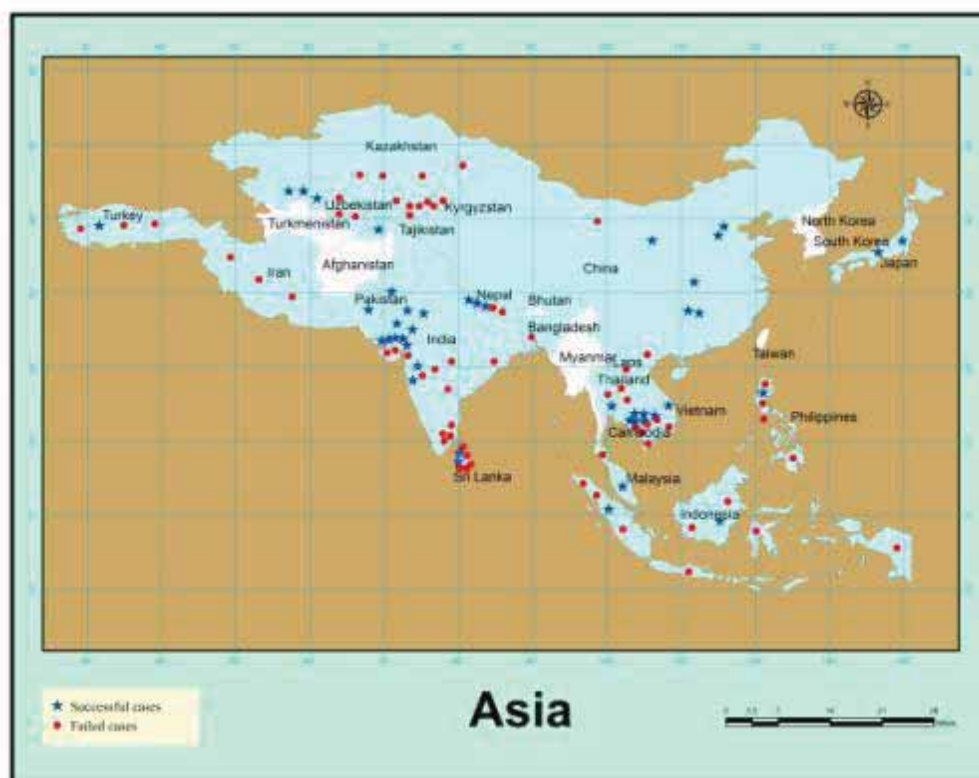 Kazakhstan
Uzbekistan
Kyrgyzstan
Turkey
Turkmenistan
Tajikistan
North Korea
South Korea
Japan
Iran
Afghanistan
China
Pakistan
Nepal
Bhutan
India
Bangladesh
Myanmar
Laos
Taiwan
Thailand
Vietnam
Philippines
Cambodia
Sri Lanka
Malaysia
Indonesia
Successful cases
Failed cases
Asia